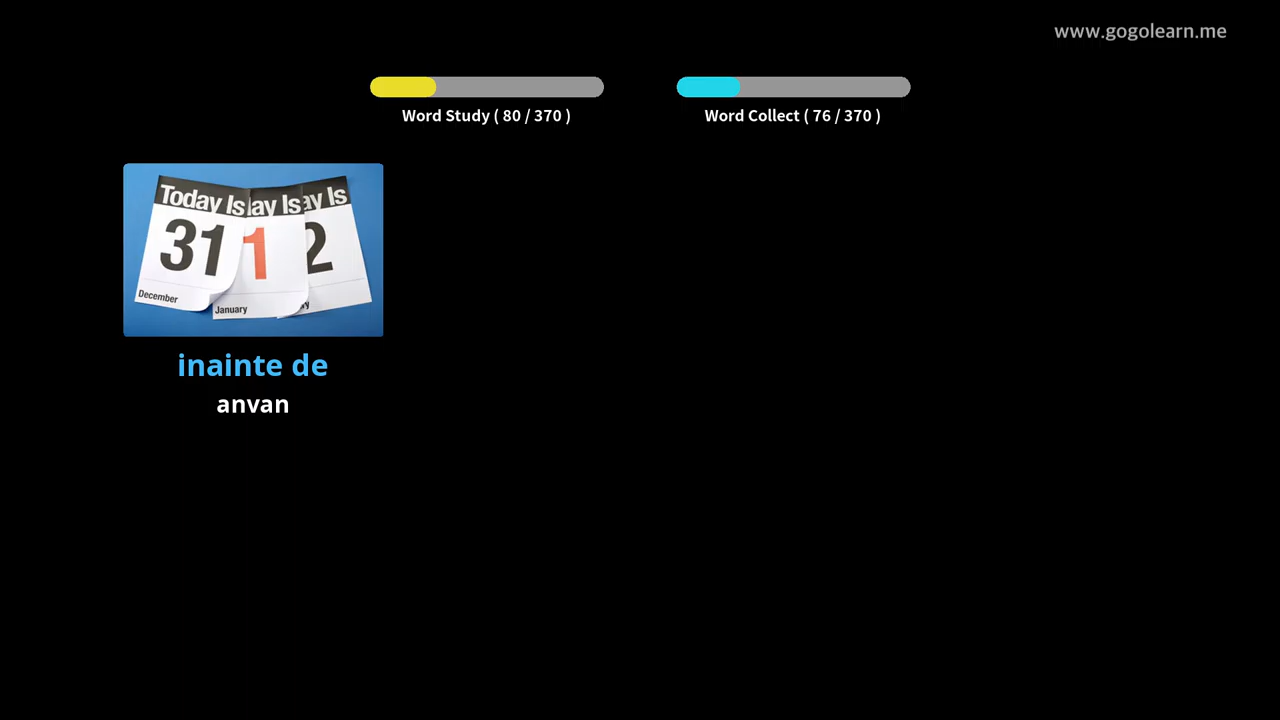 www.gogolearn.me
Word Study ( 80 / 370 )
Word Collect ( 76 / 370 )
Today Is
ay Is
ay Is
31
1
2
December
January
ry
inainte de
anvan